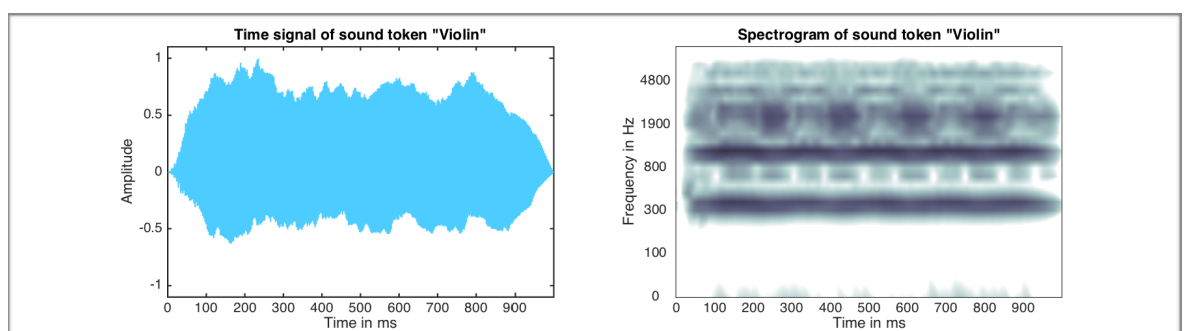 Time signal of sound token "Violin"
1
0.5
0
-0.5
-1
Amplitude
0 100 200 300 400 500 600 700 800 900
Time in ms
Spectrogram of sound token "Violin"
4800
1900
800
300
100
0
Frequency in Hz
0 100 200 300 400 500 600 700 800 900
Time in ms